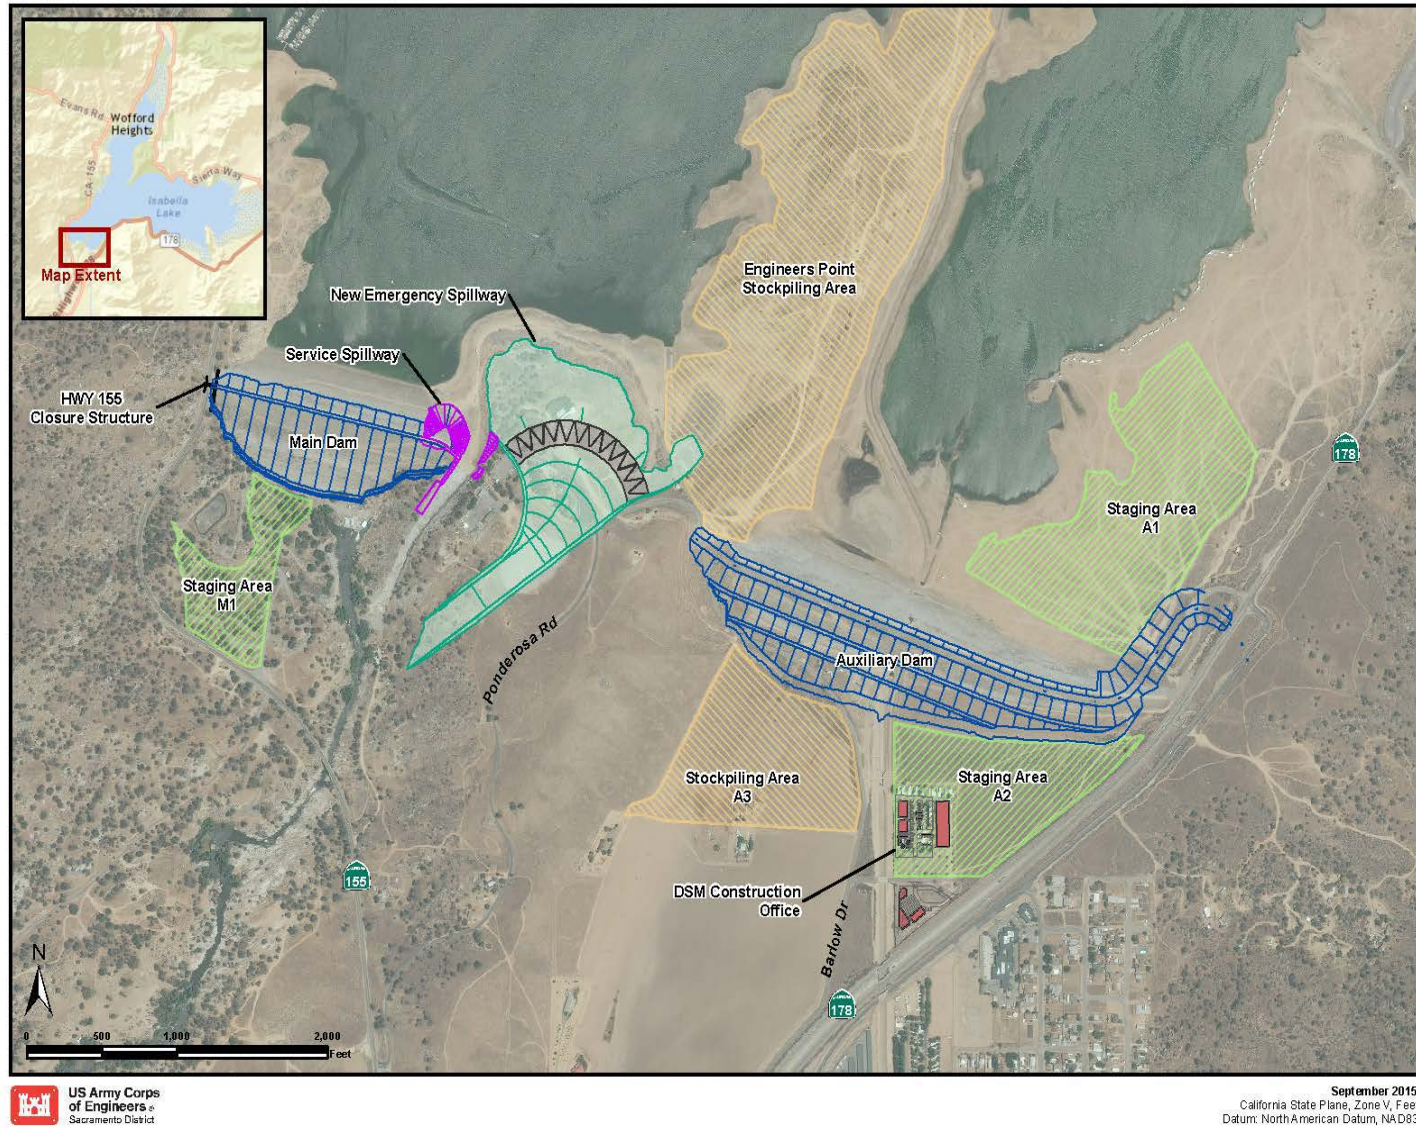 Evans Rd
Wofford
Heights
CA-155
Sierra Way
Isabella
Lake
178
Map Extent
New Emergency Spillway
Service Spillway
HWY 155
Closure Structure
Main Dam
Engineers Point
Stockpiling Area
178
Staging Area
A1
Staging Area
M1
Ponderosa Rd
Auxiliary Dam
Stockpiling Area
A3
Staging Area
A2
155
DSM Construction
Office
Barlow Dr
178
N
0 500 1,000 2,000
Feet
US Army Corps
of Engineers
Sacramento District
September 2015
California State Plane, Zone V, Fee
Datum: North American Datum, NAD83